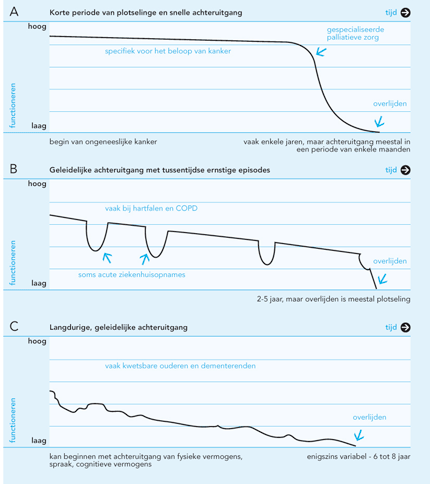 A Korte periode van plotselinge en snelle achteruitgang tijd
hoog
gespecialiseerde
palliatieve zorg
specifiek voor het beloop van kanker
functioneren
overlijden
laag
begin van ongeneeslijke kanker
vaak enkele jaren, maar achteruitgang meestal in
een periode van enkele maanden
B Geleidelijke achteruitgang met tussentijdse ernstige episodes tijd
hoog
vaak bij hartfalen en COPD
functioneren
overlijden
soms acute ziekenhuisopnames
laag
2-5 jaar, maar overlijden is meestal plotseling
C Langdurige, geleidelijke achteruitgang tijd
hoog
vaak kwetsbare ouderen en dementerenden
functioneren
overlijden
laag
kan beginnen met achteruitgang van fysieke vermogens,
spraak, cognitieve vermogens
enigszins variabel - 6 tot 8 jaar